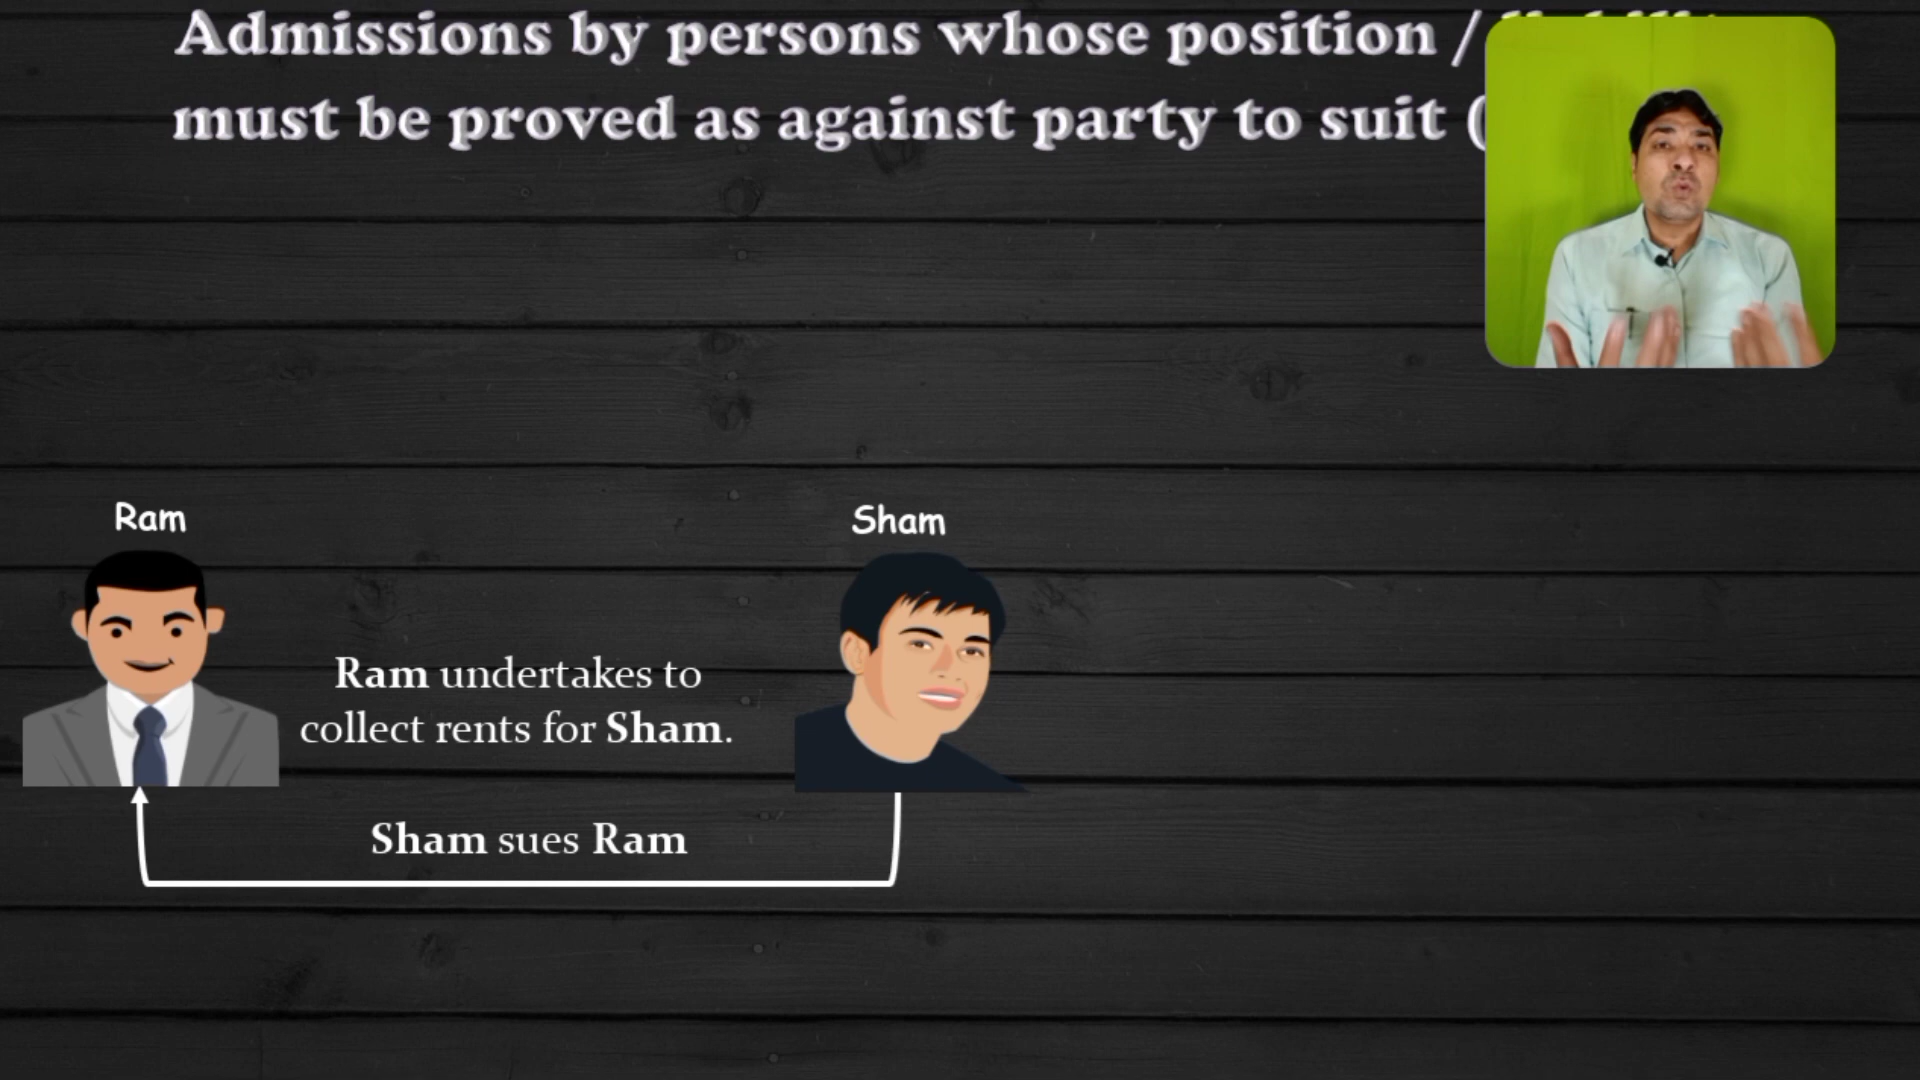 Admissions by persons whose position /
must be proved as against party to suit (
Ram
Sham
Ram undertakes to
collect rents for Sham.
Sham sues Ram